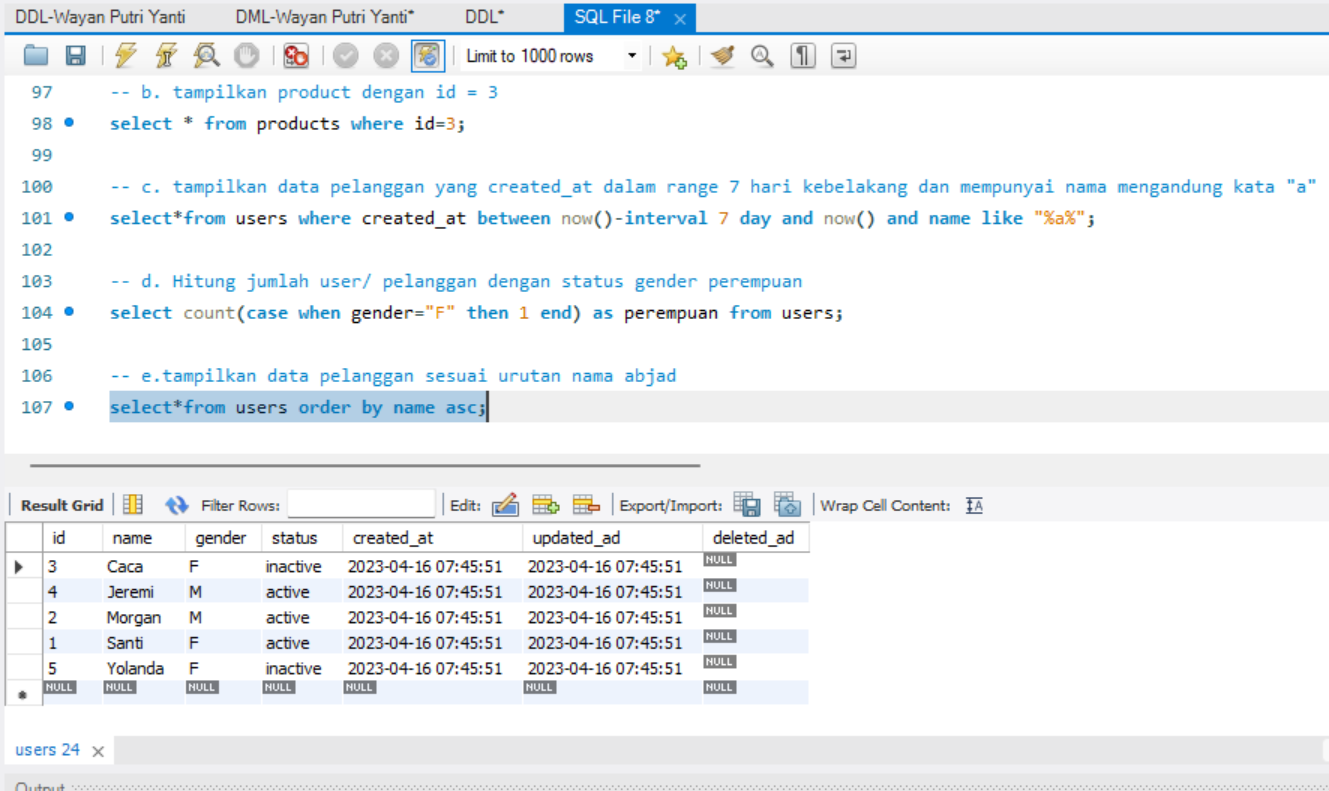 DDL-Wayan Putri Yanti DML-Wayan Putri Yanti* DDL* SQL File 8* ×
Limit to 1000 rows
97 -- b. tampilkan product dengan id = 3
98 select * from products where id=3;
99
100 -- c. tampilkan data pelanggan yang created_at dalam range 7 hari kebelakang dan mempunyai nama mengandung kata "a"
101 select*from users where created_at between now()-interval 7 day and now() and name like "%a%";
102
103 -- d. Hitung jumlah user/ pelanggan dengan status gender perempuan
104 select count(case when gender="F" then 1 end) as perempuan from users;
105
106 -- e.tampilkan data pelanggan sesuai urutan nama abjad
107 select*from users order by name asc;
Result Grid Filter Rows: Edit: Export/Import: Wrap Cell Content: IA
id name gender status created_at updated_ad deleted_ad
3 Caca F inactive 2023-04-16 07:45:51 2023-04-16 07:45:51 NULL
4 Jeremi M active 2023-04-16 07:45:51 2023-04-16 07:45:51 NULL
2 Morgan M active 2023-04-16 07:45:51 2023-04-16 07:45:51 NULL
1 Santi F active 2023-04-16 07:45:51 2023-04-16 07:45:51 NULL
5 Yolanda F inactive 2023-04-16 07:45:51 2023-04-16 07:45:51 NULL
NULL NULL NULL NULL NULL NULL NULL
users 24 ×
Output